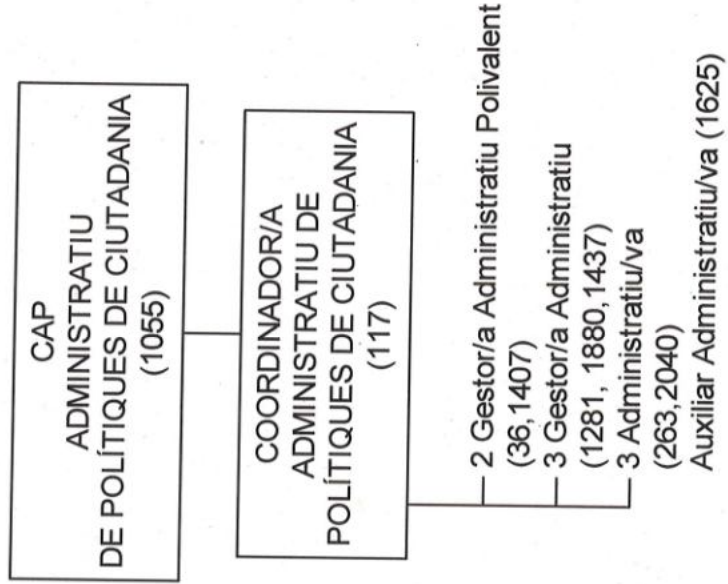 CAP
ADMINISTRATIU
DE POLÍTIQUES DE CIUTADANIA
(1055)
COORDINADOR/A
ADMINISTRATIU DE
POLÍTIQUES DE CIUTADANIA
(117)
2 Gestor/a Administratiu Polivalent
(36,1407)
3 Gestor/a Administratiu
(1281, 1880,1437)
3 Administratiu/va
(263,2040)
Auxiliar Administratiu/va (1625)